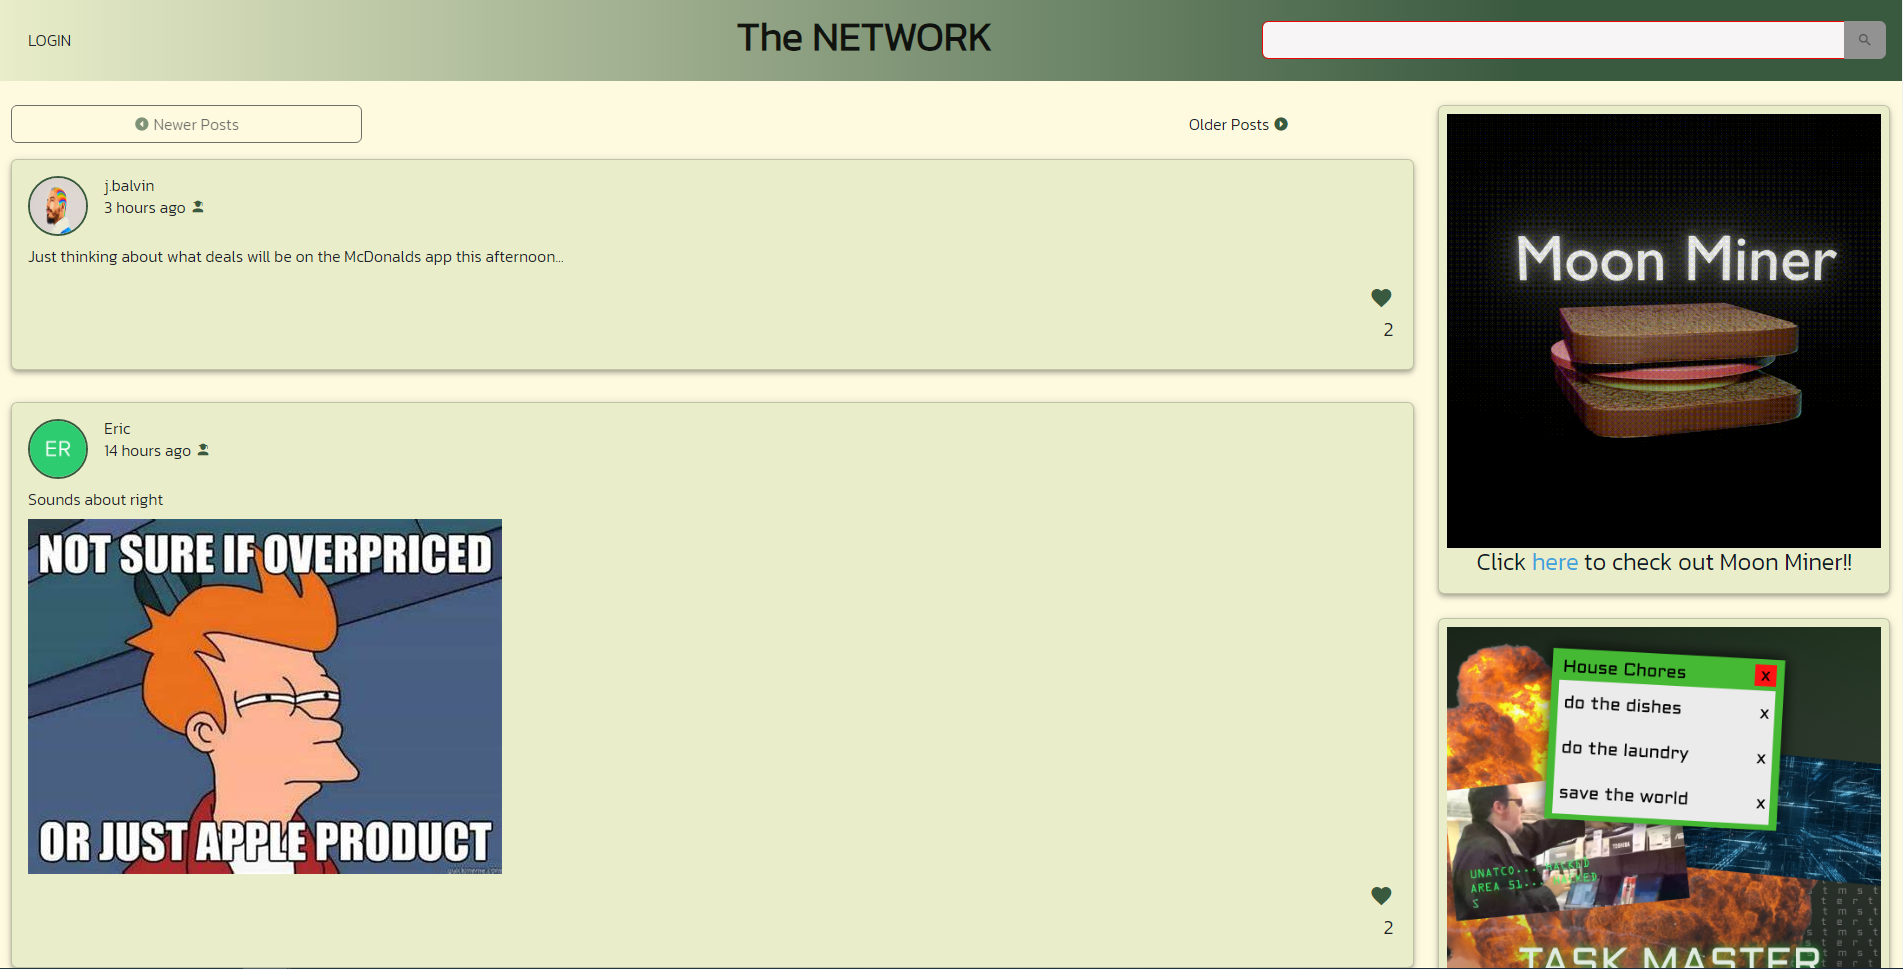 LOGIN
The NETWORK
Newer Posts
Older Posts
j.balvin
3 hours ago
Just thinking about what deals will be on the McDonalds app this afternoon...
2
Eric
ER
14 hours ago
Sounds about right
NOT SURE IF OVERPRICED
OR JUST APPLE PRODUCT
2
Moon Miner
Click here to check out Moon Miner!!
House Chores x
do the dishes x
do the laundry x
save the world x
TOSHIBA
UNATCO... HACKED
AREA 51... HACKED
S
TASK MASTER